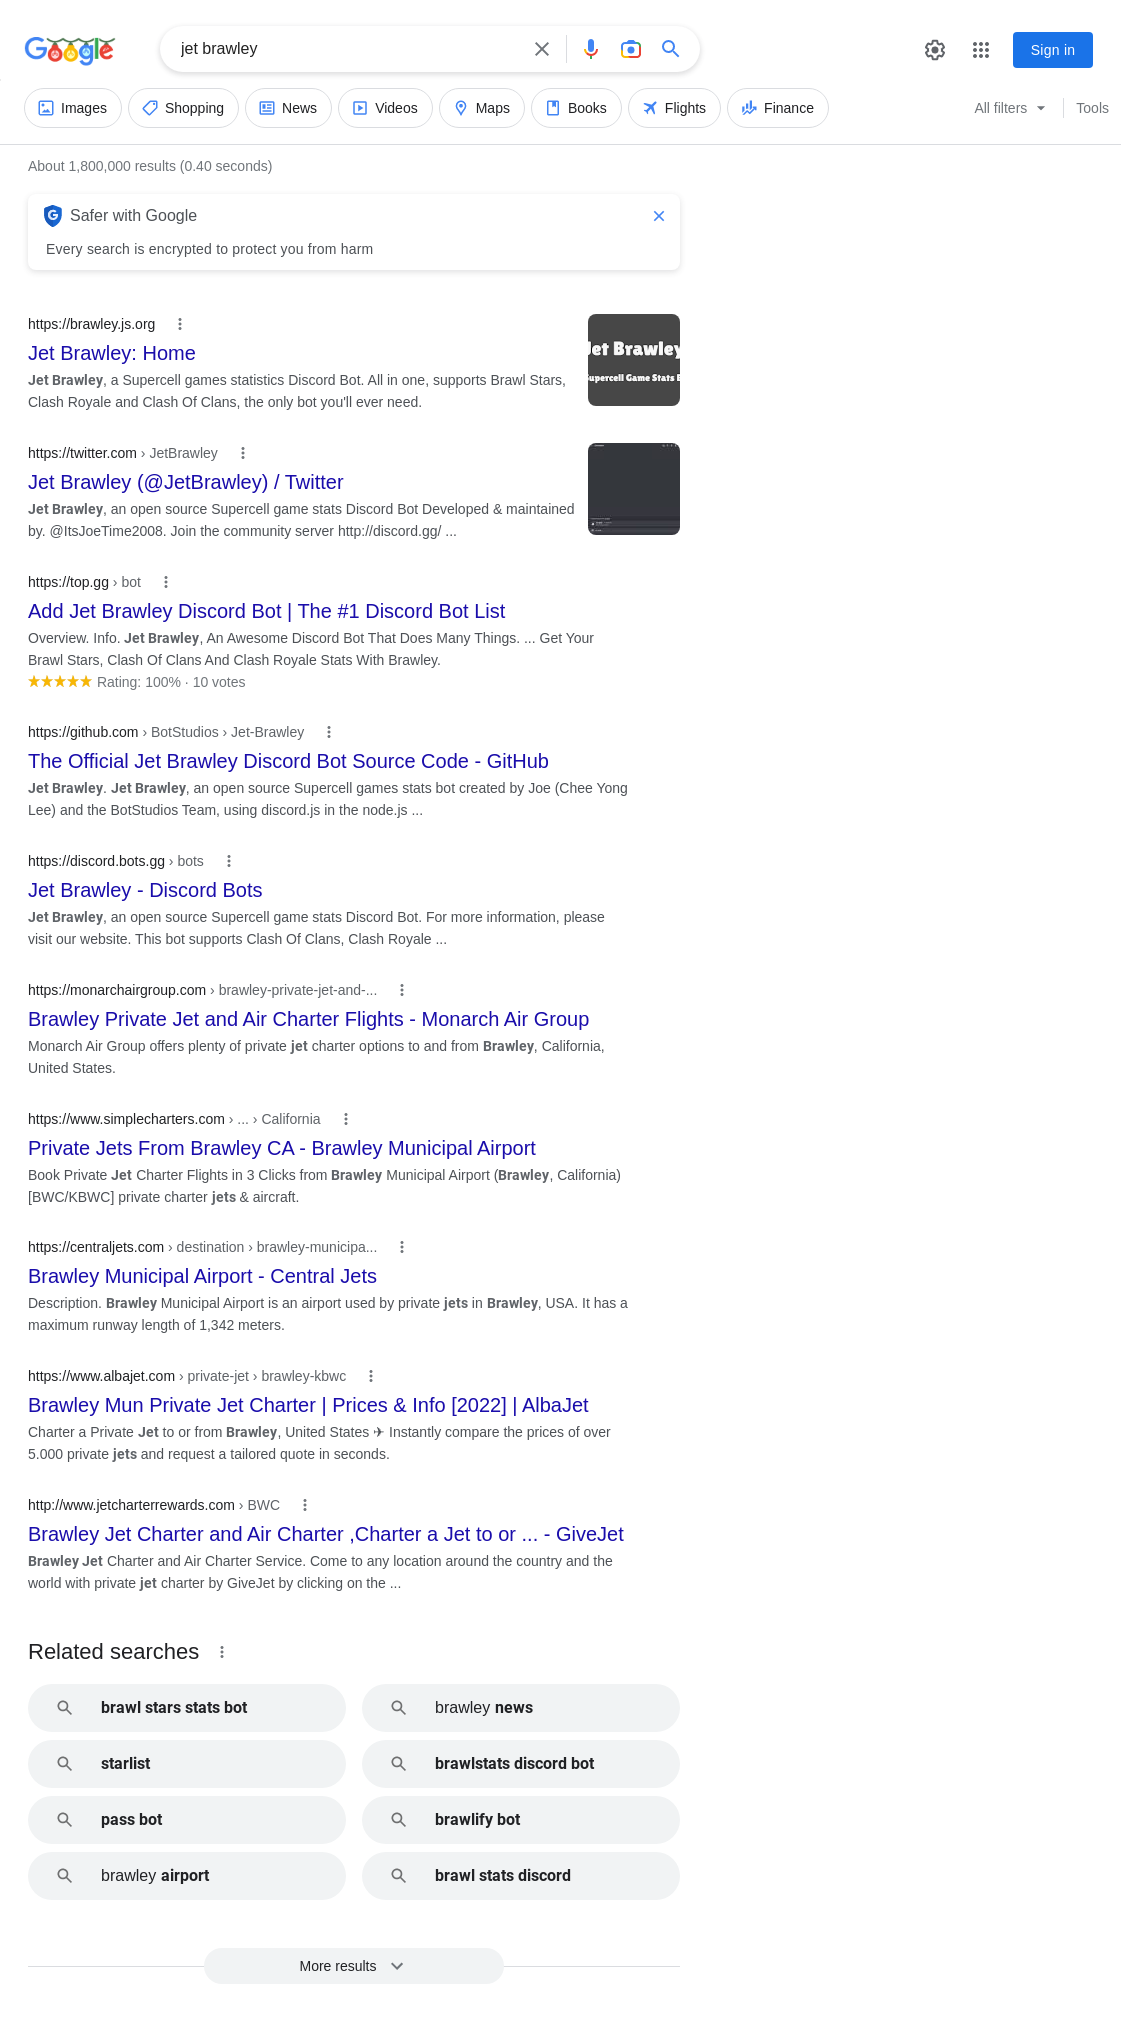 Google
jet brawley
Sign in
Images
Shopping
News
Videos
Maps
Books
Flights
Finance
All filters
Tools
About 1,800,000 results (0.40 seconds)
Safer with Google
Every search is encrypted to protect you from harm
https://brawley.js.org
Jet Brawley: Home
Jet Brawley, a Supercell games statistics Discord Bot. All in one, supports Brawl Stars,
Clash Royale and Clash Of Clans, the only bot you'll ever need.
Jet Brawley
Supercell Game Stats
https://twitter.com › JetBrawley
Jet Brawley (@JetBrawley) / Twitter
Jet Brawley, an open source Supercell game stats Discord Bot Developed & maintained
by. @ItsJoeTime2008. Join the community server http://discord.gg/ ...
https://top.gg › bot
Add Jet Brawley Discord Bot | The #1 Discord Bot List
Overview. Info. Jet Brawley, An Awesome Discord Bot That Does Many Things. ... Get Your
Brawl Stars, Clash Of Clans And Clash Royale Stats With Brawley.
Rating: 100% · 10 votes
https://github.com › BotStudios › Jet-Brawley
The Official Jet Brawley Discord Bot Source Code - GitHub
Jet Brawley. Jet Brawley, an open source Supercell games stats bot created by Joe (Chee Yong
Lee) and the BotStudios Team, using discord.js in the node.js ...
https://discord.bots.gg › bots
Jet Brawley - Discord Bots
Jet Brawley, an open source Supercell game stats Discord Bot. For more information, please
visit our website. This bot supports Clash Of Clans, Clash Royale ...
https://monarchairgroup.com › brawley-private-jet-and-...
Brawley Private Jet and Air Charter Flights - Monarch Air Group
Monarch Air Group offers plenty of private jet charter options to and from Brawley, California,
United States.
https://www.simplecharters.com › ... › California
Private Jets From Brawley CA - Brawley Municipal Airport
Book Private Jet Charter Flights in 3 Clicks from Brawley Municipal Airport (Brawley, California)
[BWC/KBWC] private charter jets & aircraft.
https://centraljets.com › destination › brawley-municipa...
Brawley Municipal Airport - Central Jets
Description. Brawley Municipal Airport is an airport used by private jets in Brawley, USA. It has a
maximum runway length of 1,342 meters.
https://www.albajet.com › private-jet › brawley-kbwc
Brawley Mun Private Jet Charter | Prices & Info [2022] | AlbaJet
Charter a Private Jet to or from Brawley, United States ✈ Instantly compare the prices of over
5.000 private jets and request a tailored quote in seconds.
http://www.jetcharterrewards.com › BWC
Brawley Jet Charter and Air Charter ,Charter a Jet to or ... - GiveJet
Brawley Jet Charter and Air Charter Service. Come to any location around the country and the
world with private jet charter by GiveJet by clicking on the ...
Related searches
brawl stars stats bot
brawley news
starlist
brawlstats discord bot
pass bot
brawlify bot
brawley airport
brawl stats discord
More results